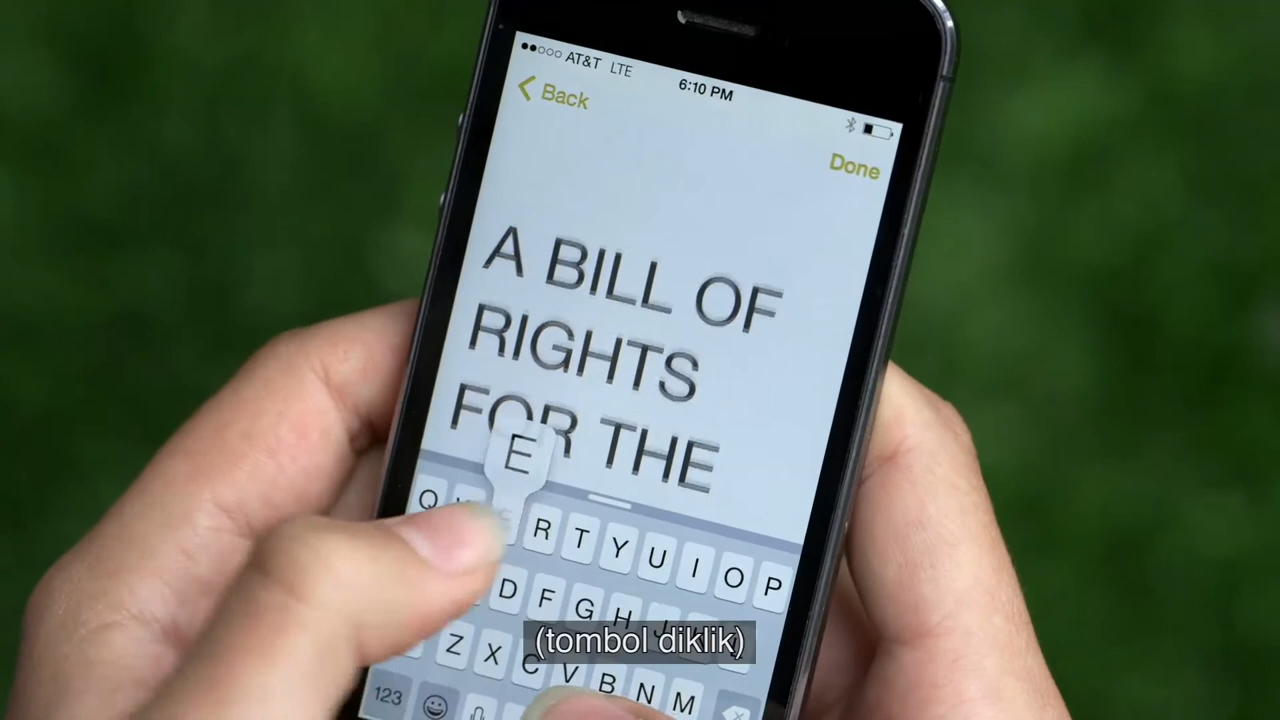 AT&T LTE
6:10 PM
Back
Done
A BILL OF
RIGHTS
FOR THE
E
Q R T Y U I O P
D F G H J
Z X C V B N M
123
(tombol diklik)